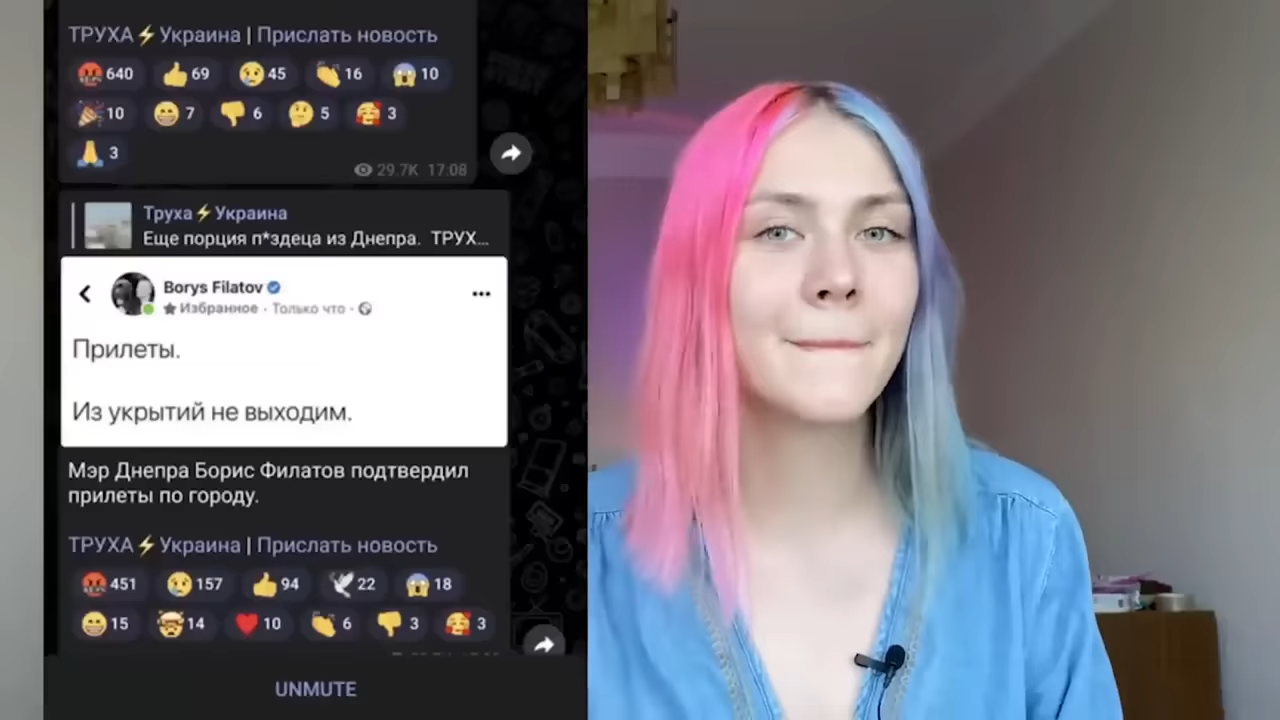 ТРУХА⚡Украина | Прислать новость
🤬640 👍69 😢45 👏16 😱10
🎉10 😁7 👎6 🤔5 🥰3
🙏3
29.7K 17:08
Труха⚡Украина
Еще порция п*здеца из Днепра. ТРУХ...
Borys Filatov
Избранное · Только что ·
Прилеты.
Из укрытий не выходим.
Мэр Днепра Борис Филатов подтвердил
прилеты по городу.
ТРУХА⚡Украина | Прислать новость
🤬451 😢157 👍94 🕊22 😱18
😁15 🤯14 ❤10 👏6 👎3 🥰3
UNMUTE